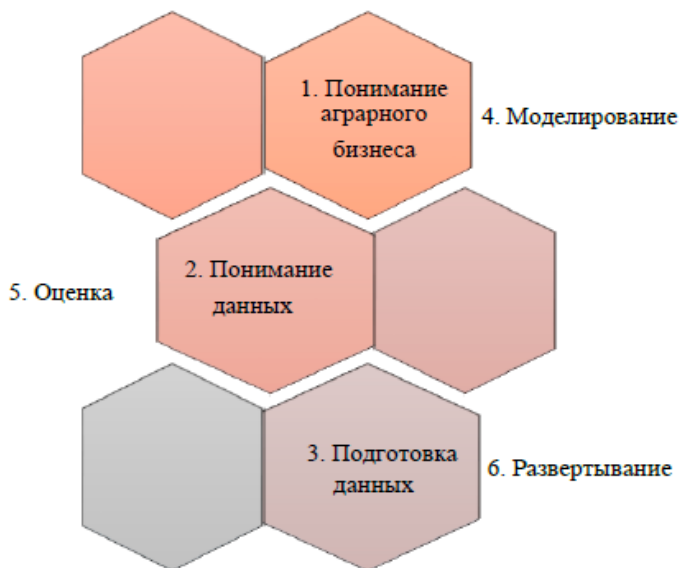 1. Понимание
аграрного
бизнеса
4. Моделирование
2. Понимание
данных
5. Оценка
3. Подготовка
данных
6. Развертывание